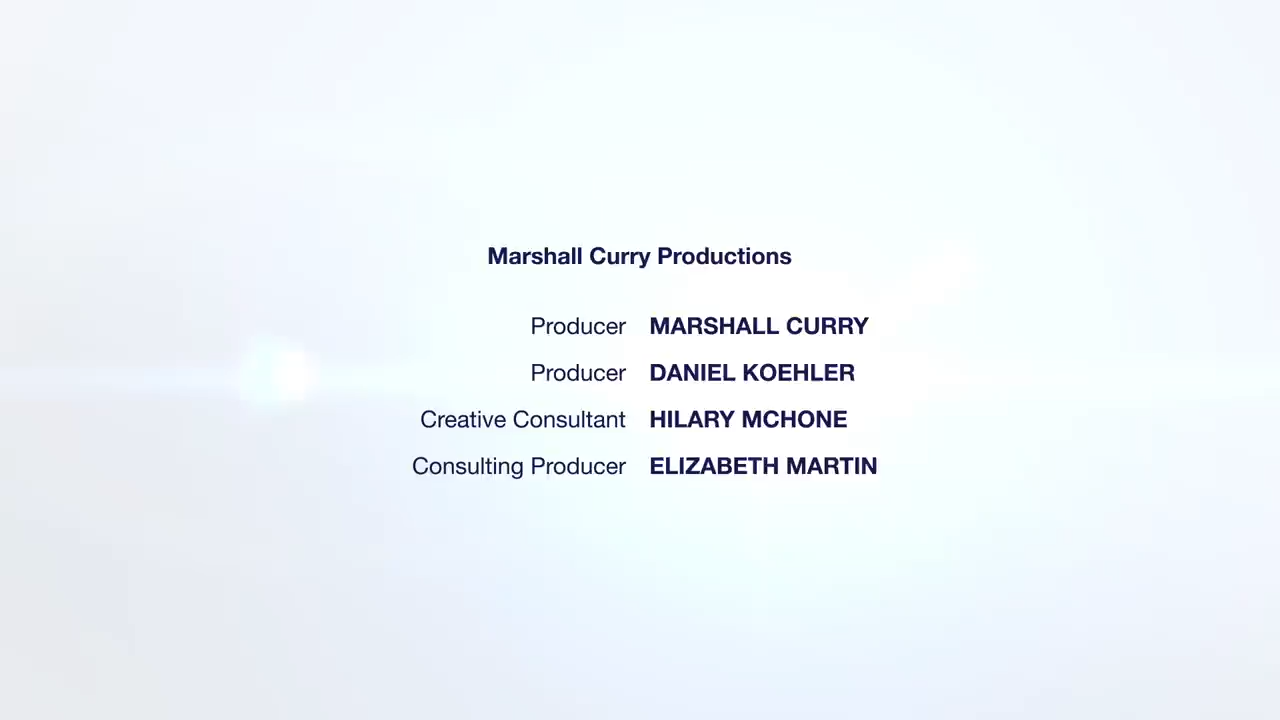 Marshall Curry Productions
Producer MARSHALL CURRY
Producer DANIEL KOEHLER
Creative Consultant HILARY MCHONE
Consulting Producer ELIZABETH MARTIN